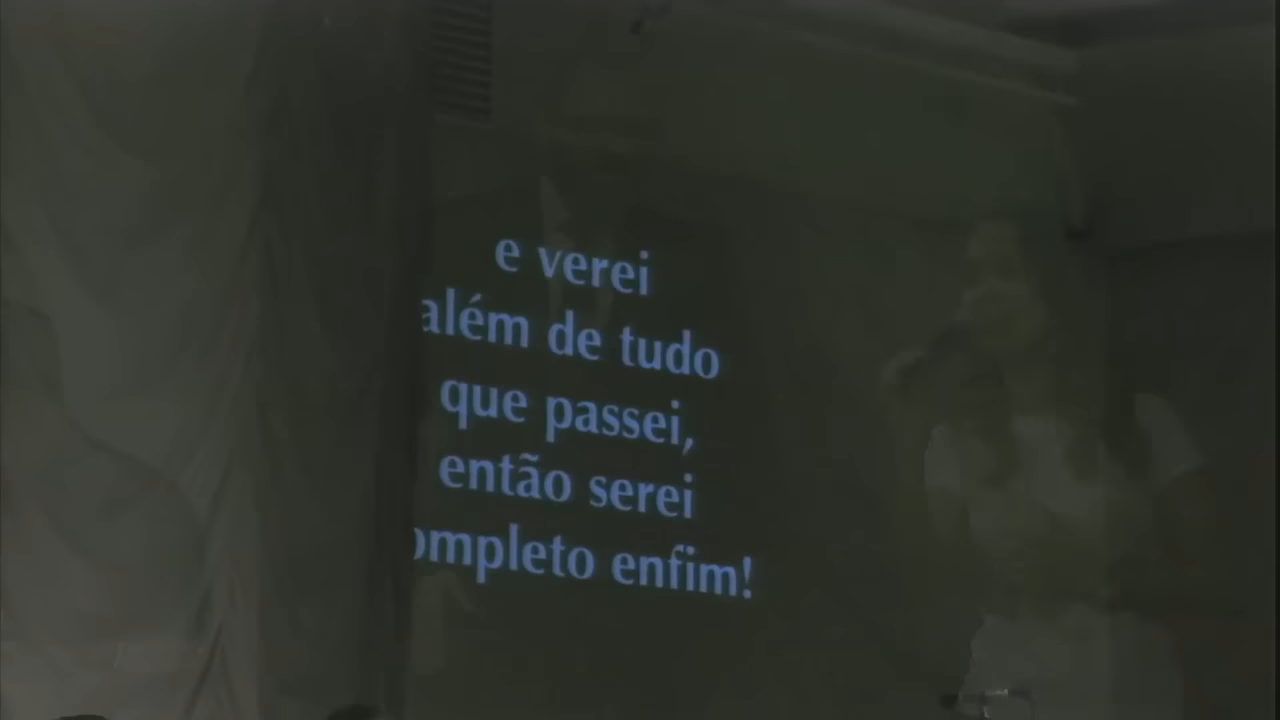 e verei
além de tudo
que passei,
então serei
ompleto enfim!